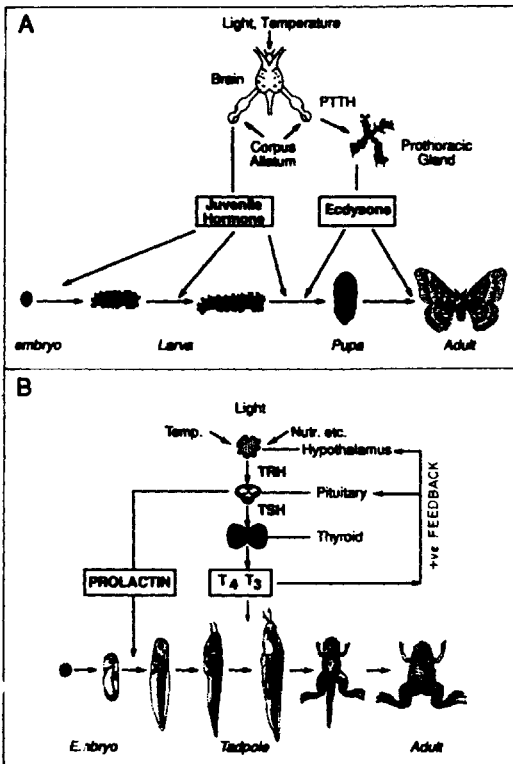 A
Light, Temperature
Brain
PTTH
Corpus
Allatum
Prothoracic
Gland
Juvenile
Hormone
Ecdysone
embryo
Larva
Pupa
Adult
B
Light
Temp.
Nutr. etc.
Hypothalamus
TRH
Pituitary
TSH
Thyroid
+ve FEEDBACK
PROLACTIN
T4 T3
Embryo
Tadpole
Adult